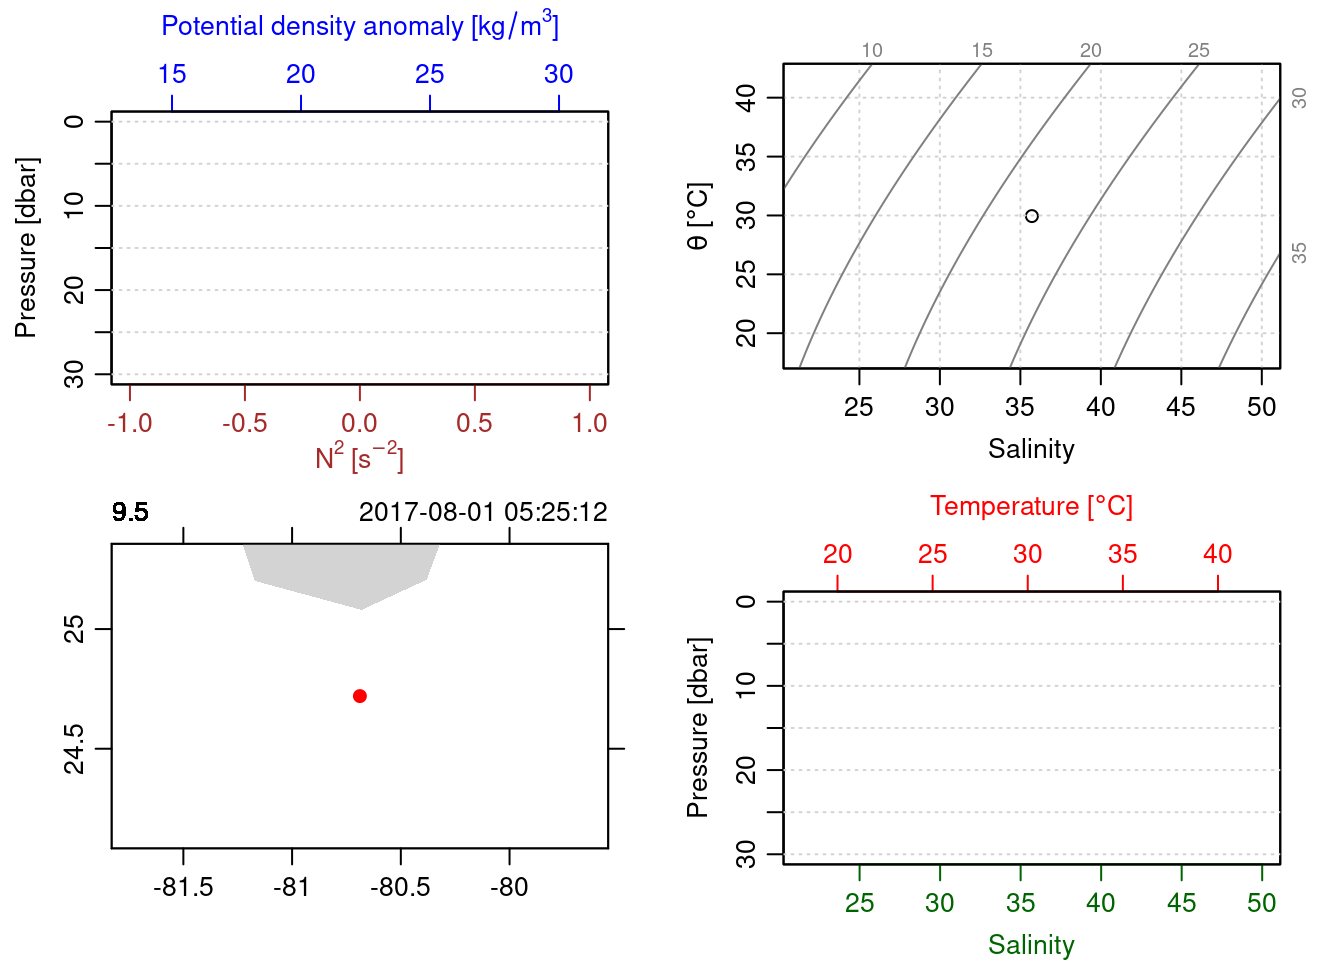 Potential density anomaly [kg/m³]
15 20 25 30
Pressure [dbar]
0
10
20
30
-1.0 -0.5 0.0 0.5 1.0
N² [s⁻²]
10 15 20 25
30
35
θ [°C]
40
35
30
25
20
25 30 35 40 45 50
Salinity
9.5 2017-08-01 05:25:12
25
24.5
-81.5 -81 -80.5 -80
Temperature [°C]
20 25 30 35 40
Pressure [dbar]
0
10
20
30
25 30 35 40 45 50
Salinity